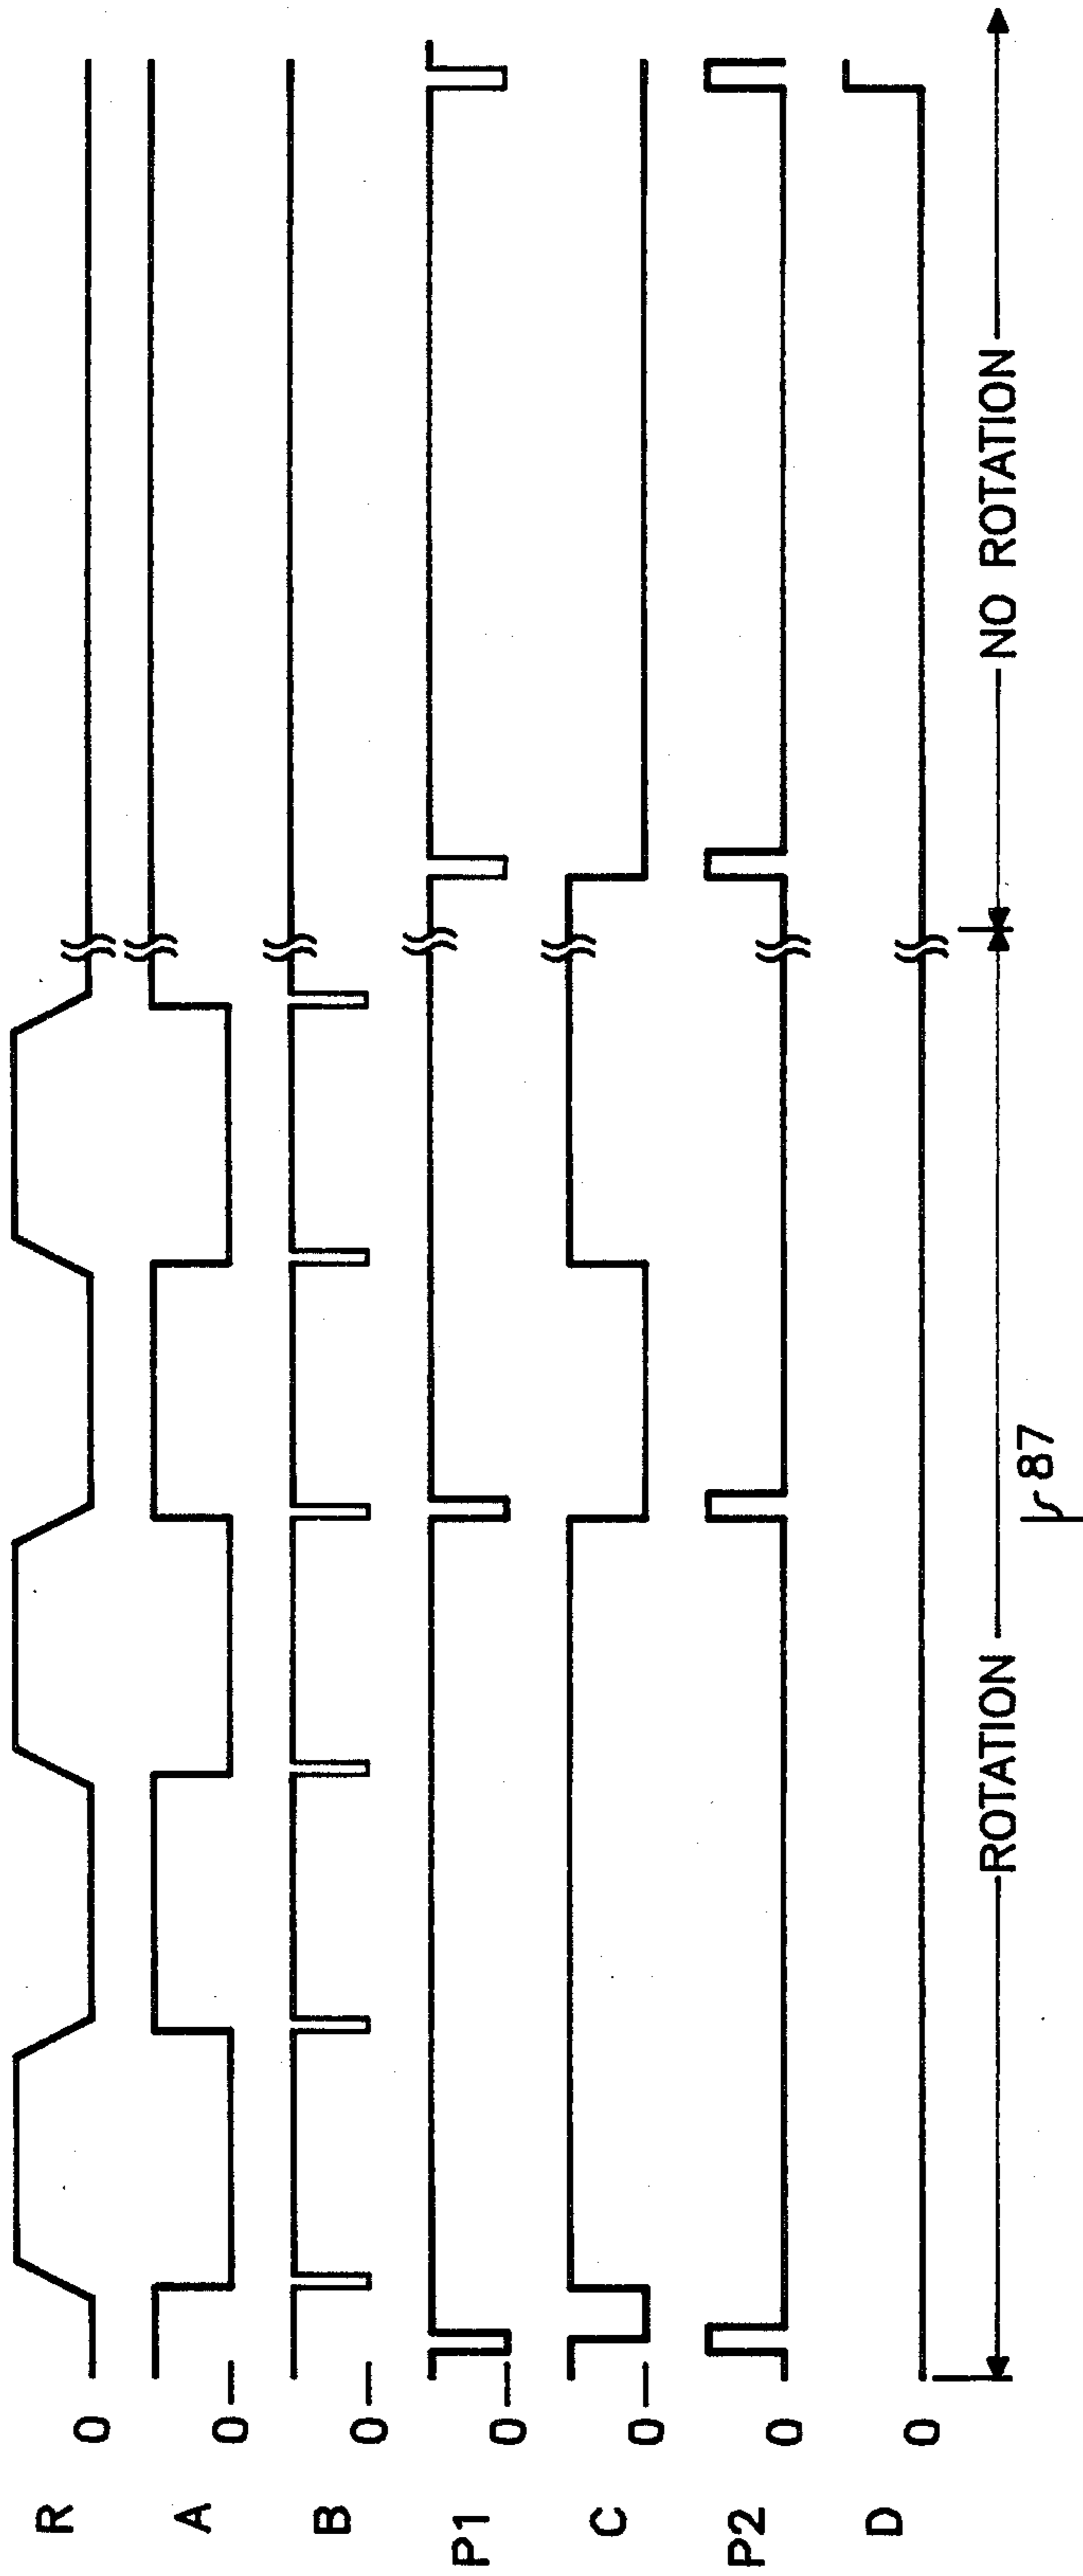 R 0
A 0
B 0
P1 0
C 0
P2 0
D 0
ROTATION NO ROTATION
87